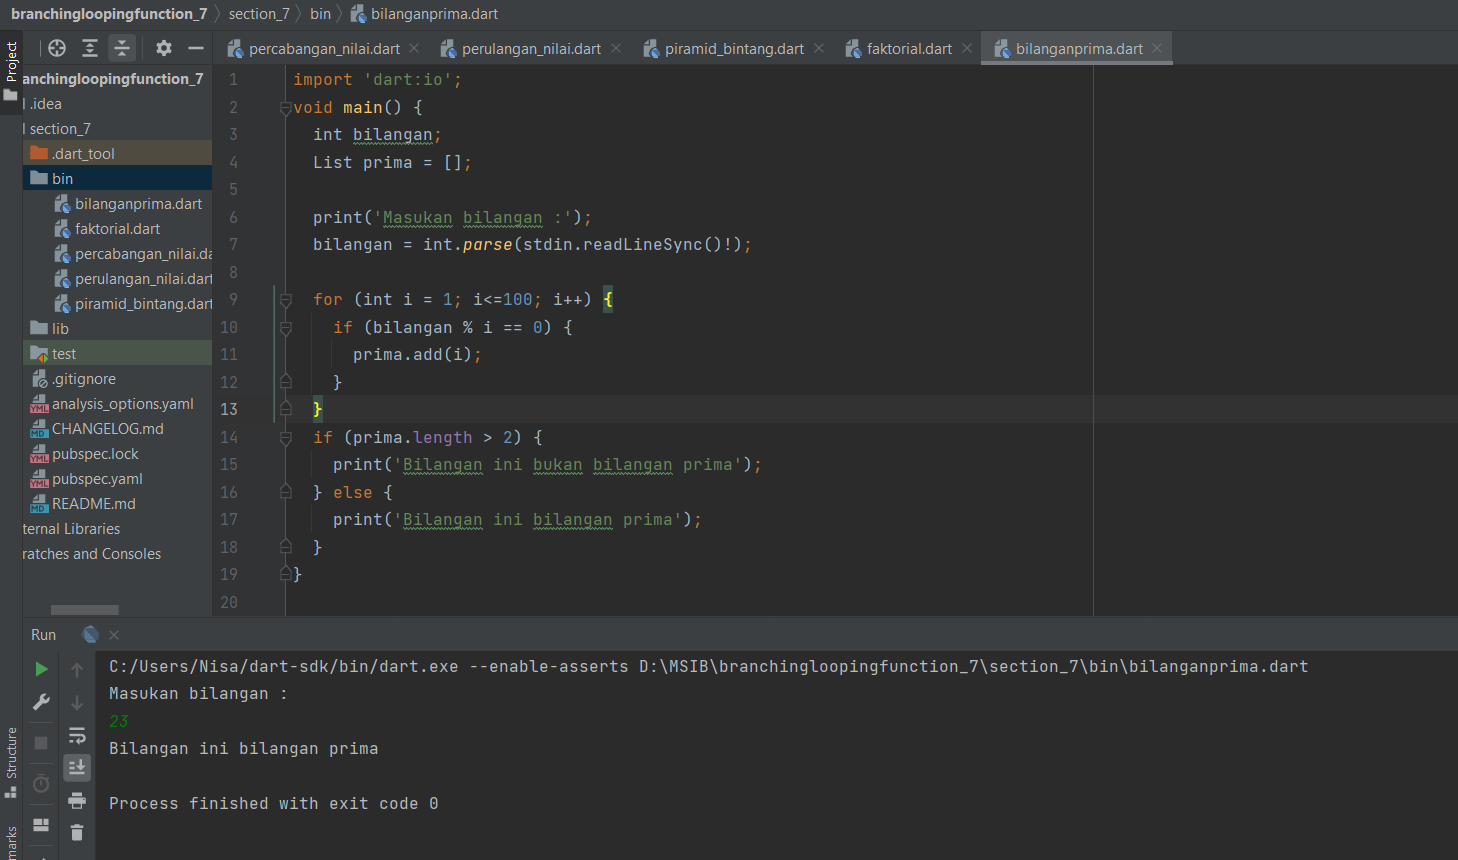 branchingloopingfunction_7 section_7 bin bilanganprima.dart
percabangan_nilai.dart perulangan_nilai.dart piramid_bintang.dart faktorial.dart bilanganprima.dart
Project
anchingloopingfunction_7
.idea
section_7
.dart_tool
bin
bilanganprima.dart
faktorial.dart
percabangan_nilai.da
perulangan_nilai.dart
piramid_bintang.dart
lib
test
.gitignore
analysis_options.yaml
CHANGELOG.md
pubspec.lock
pubspec.yaml
README.md
ternal Libraries
ratches and Consoles
1 import 'dart:io';
2 void main() {
3 int bilangan;
4 List prima = [];
5
6 print('Masukan bilangan :');
7 bilangan = int.parse(stdin.readLineSync()!);
8
9 for (int i = 1; i<=100; i++) {
10 if (bilangan % i == 0) {
11 prima.add(i);
12 }
13 }
14 if (prima.length > 2) {
15 print('Bilangan ini bukan bilangan prima');
16 } else {
17 print('Bilangan ini bilangan prima');
18 }
19 }
20
Run
C:/Users/Nisa/dart-sdk/bin/dart.exe --enable-asserts D:\MSIB\branchingloopingfunction_7\section_7\bin\bilanganprima.dart
Masukan bilangan :
23
Bilangan ini bilangan prima
Process finished with exit code 0
Structure
marks